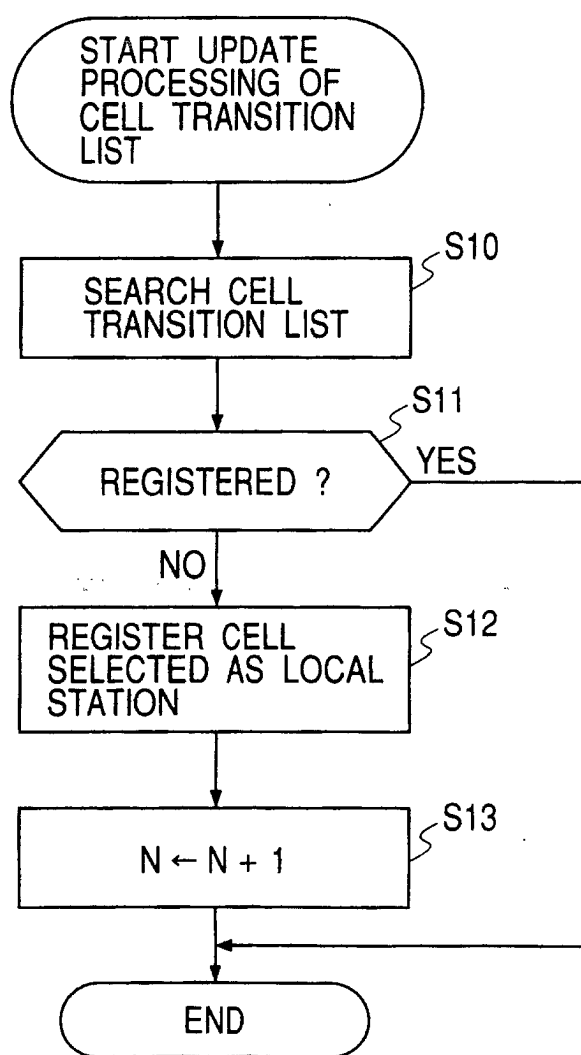 START UPDATE
PROCESSING OF
CELL TRANSITION
LIST
S10
SEARCH CELL
TRANSITION LIST
S11
REGISTERED ?
YES
NO
S12
REGISTER CELL
SELECTED AS LOCAL
STATION
S13
N ← N + 1
END